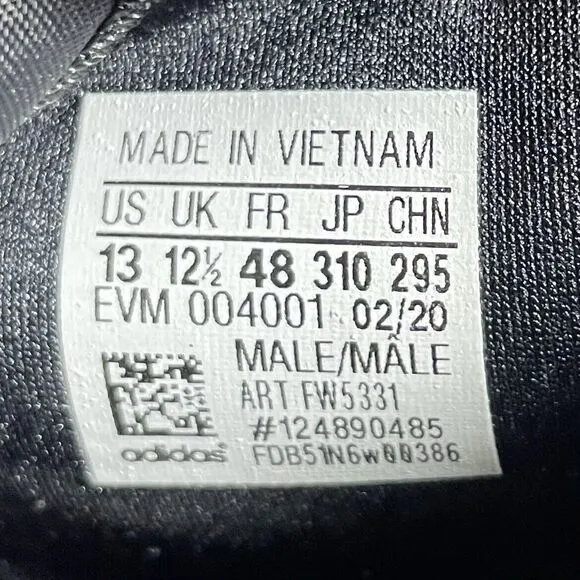 MADE IN VIETNAM
US UK FR JP CHN
13 12½ 48 310 295
EVM 004001 02/20
MALE/MÂLE
ART FW5331
#124890485
adidas FDB51N6w00386